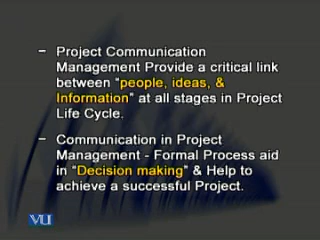 − Project Communication
Management Provide a critical link
between "people, ideas, &
Information" at all stages in Project
Life Cycle.
− Communication in Project
Management - Formal Process aid
in "Decision making" & Help to
achieve a successful Project.
VU